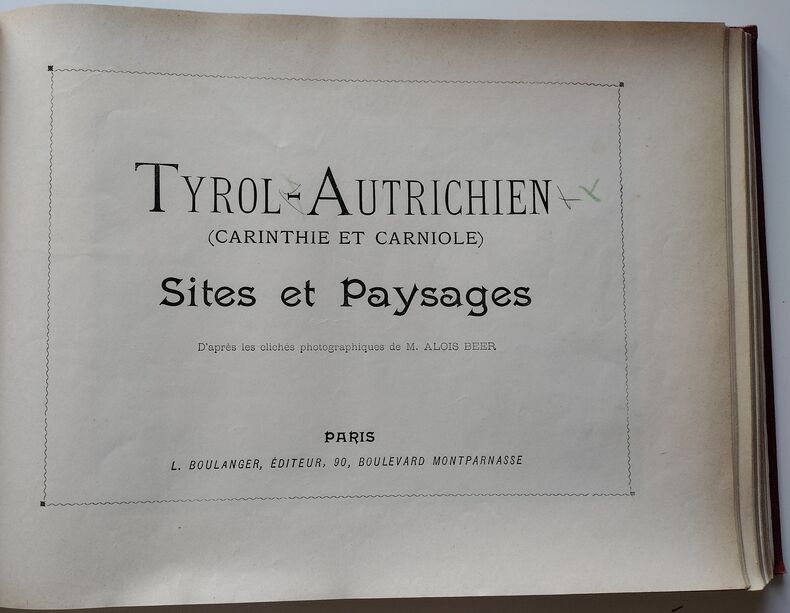 TYROL-AUTRICHIEN
(CARINTHIE ET CARNIOLE)
Sites et Paysages
D'après les clichés photographiques de M. ALOIS BEER
PARIS
L. BOULANGER, ÉDITEUR, 90, BOULEVARD MONTPARNASSE